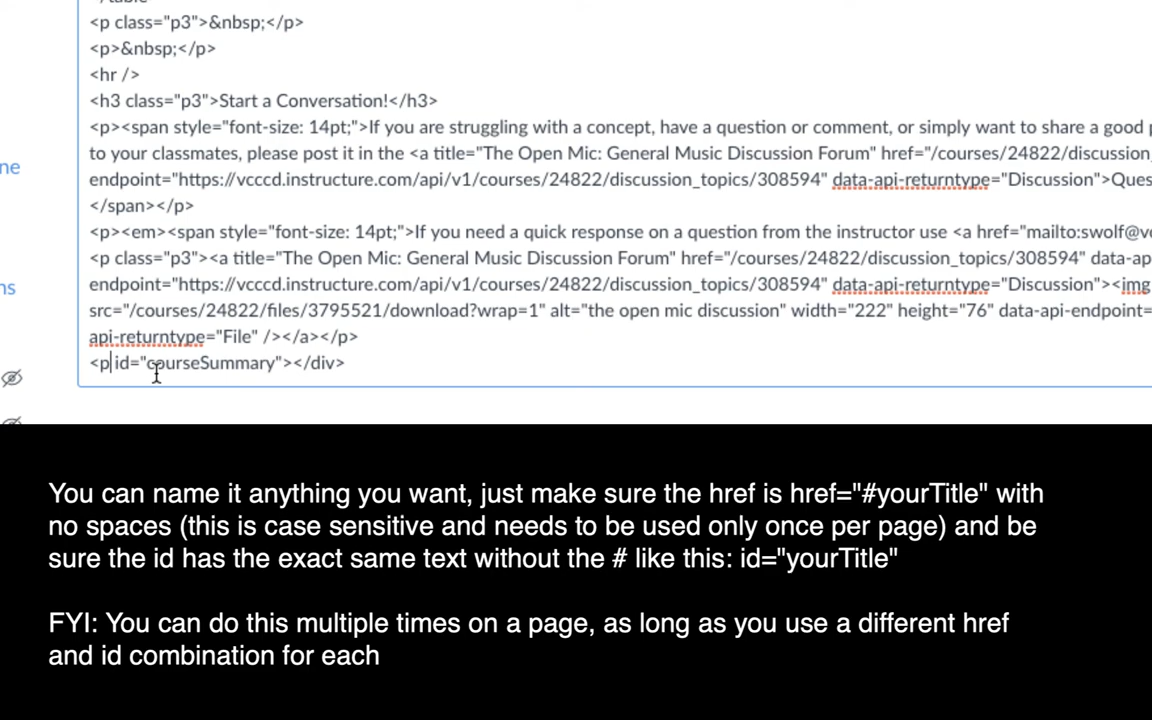 <p class="p3">&nbsp;</p>
<p>&nbsp;</p>
<hr />
<h3 class="p3">Start a Conversation!</h3>
<p><span style="font-size: 14pt;">If you are struggling with a concept, have a question or comment, or simply want to share a good
to your classmates, please post it in the <a title="The Open Mic: General Music Discussion Forum" href="/courses/24822/discussion_
ne
endpoint="https://vcccd.instructure.com/api/v1/courses/24822/discussion_topics/308594" data-api-returntype="Discussion">Ques
</span></p>
<p><em><span style="font-size: 14pt;">If you need a quick response on a question from the instructor use <a href="mailto:swolf@v
<p class="p3"><a title="The Open Mic: General Music Discussion Forum" href="/courses/24822/discussion_topics/308594" data-ap
ns
endpoint="https://vcccd.instructure.com/api/v1/courses/24822/discussion_topics/308594" data-api-returntype="Discussion"><img
src="/courses/24822/files/3795521/download?wrap=1" alt="the open mic discussion" width="222" height="76" data-api-endpoint=
api-returntype="File" /></a></p>
<p id="courseSummary"></div>
You can name it anything you want, just make sure the href is href="#yourTitle" with
no spaces (this is case sensitive and needs to be used only once per page) and be
sure the id has the exact same text without the # like this: id="yourTitle"
FYI: You can do this multiple times on a page, as long as you use a different href
and id combination for each